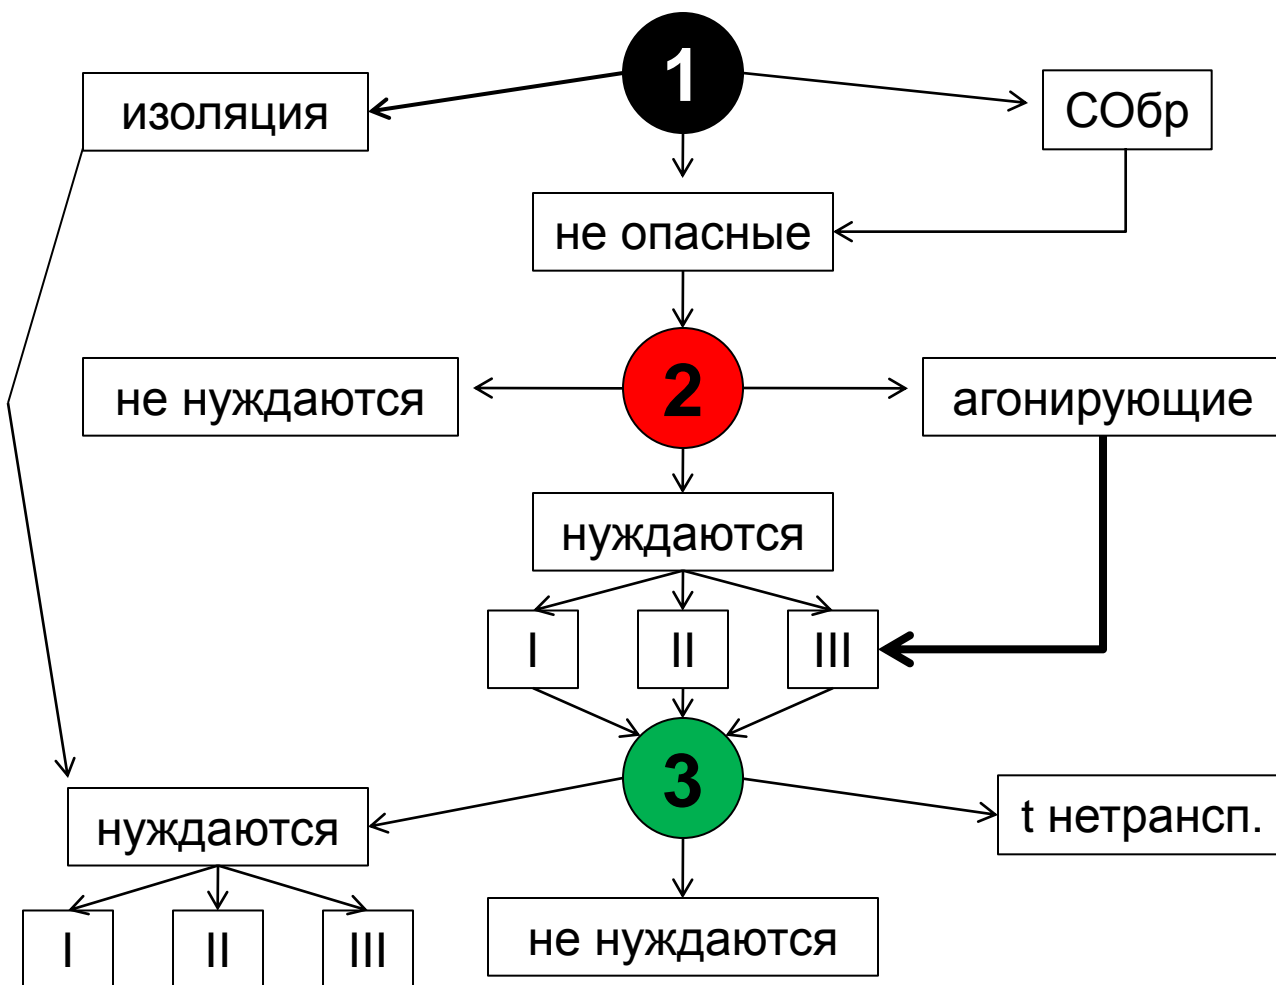 1
изоляция
СОбр
не опасные
не нуждаются
2
агонирующие
нуждаются
I
II
III
3
нуждаются
t нетрансп.
I
II
III
не нуждаются